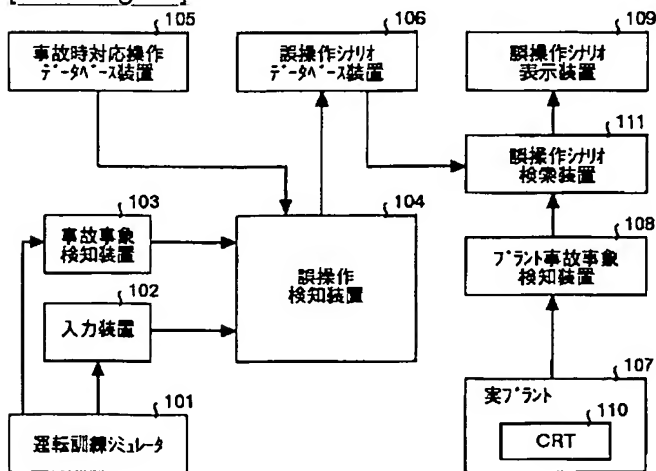 105
事故時対応操作
データベース装置
106
誤操作シナリオ
データベース装置
109
誤操作シナリオ
表示装置
111
誤操作シナリオ
検索装置
103
事故事象
検知装置
104
誤操作
検知装置
108
プラント事故事象
検知装置
102
入力装置
107
実プラント
110
CRT
101
運転訓練シミュレータ